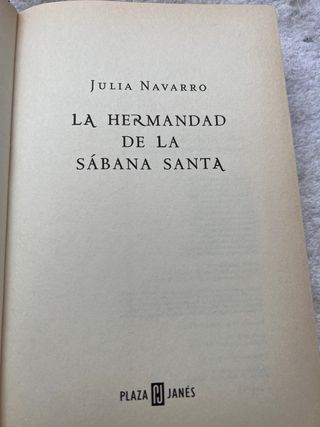 JULIA NAVARRO
LA HERMANDAD
DE LA
SÁBANA SANTA
PLAZA JANÉS